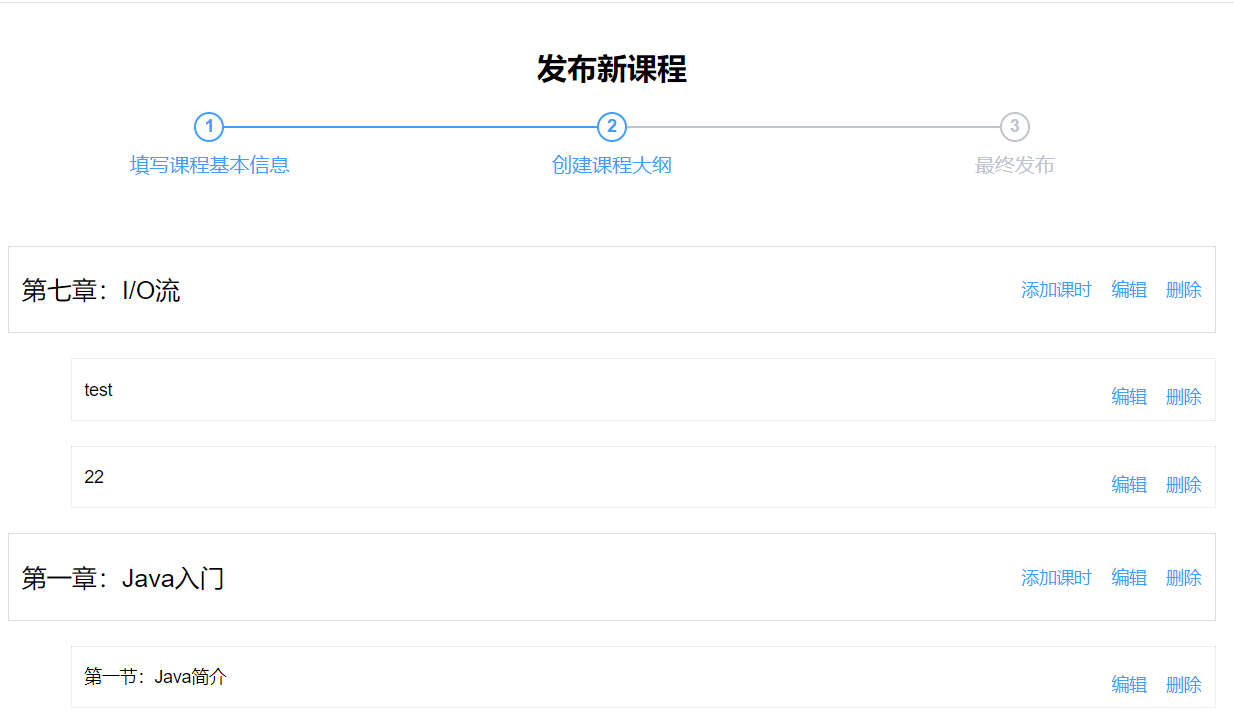 发布新课程
1 2 3
填写课程基本信息 创建课程大纲 最终发布
第七章：I/O流 添加课时 编辑 删除
test 编辑 删除
22 编辑 删除
第一章：Java入门 添加课时 编辑 删除
第一节：Java简介 编辑 删除